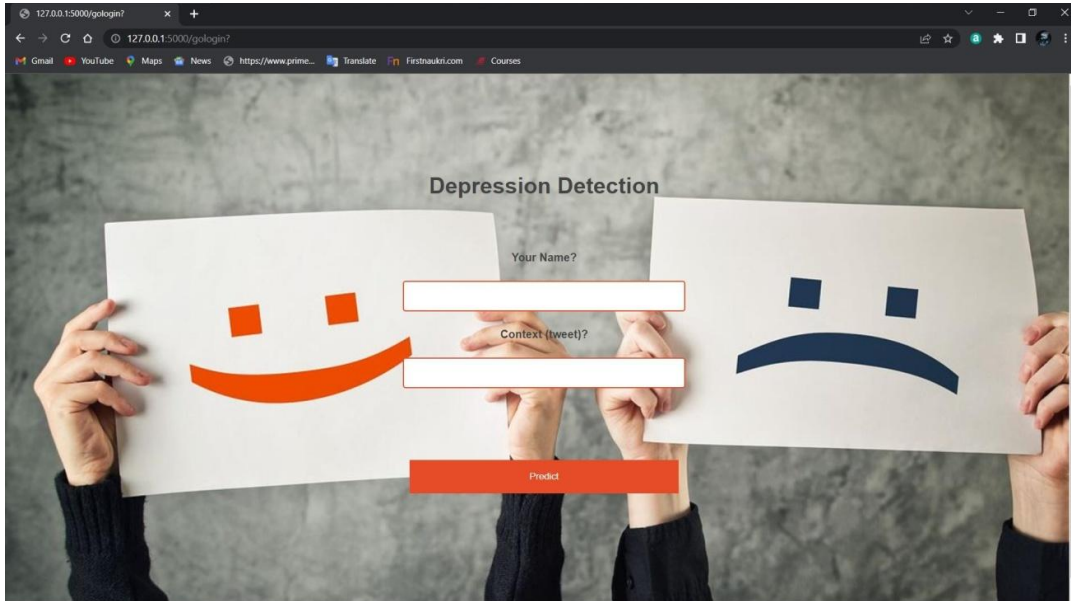 127.0.0.1:5000/gologin?
127.0.0.1:5000/gologin?
Gmail YouTube Maps News https://www.prime... Translate Firstnaukri.com Courses
Depression Detection
Your Name?
Context (tweet)?
Predict